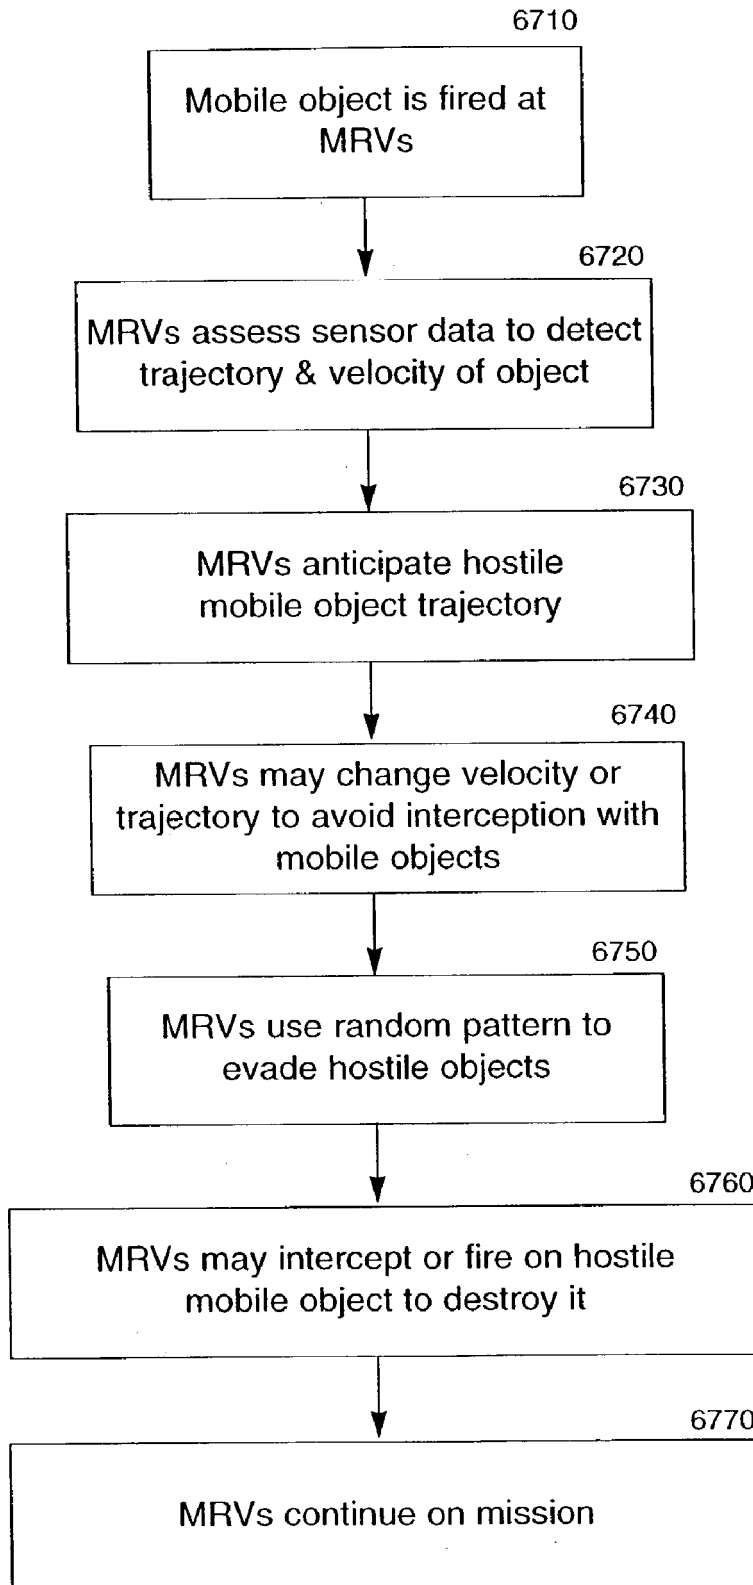 6710
Mobile object is fired at
MRVs
6720
MRVs assess sensor data to detect
trajectory & velocity of object
6730
MRVs anticipate hostile
mobile object trajectory
6740
MRVs may change velocity or
trajectory to avoid interception with
mobile objects
6750
MRVs use random pattern to
evade hostile objects
6760
MRVs may intercept or fire on hostile
mobile object to destroy it
6770
MRVs continue on mission